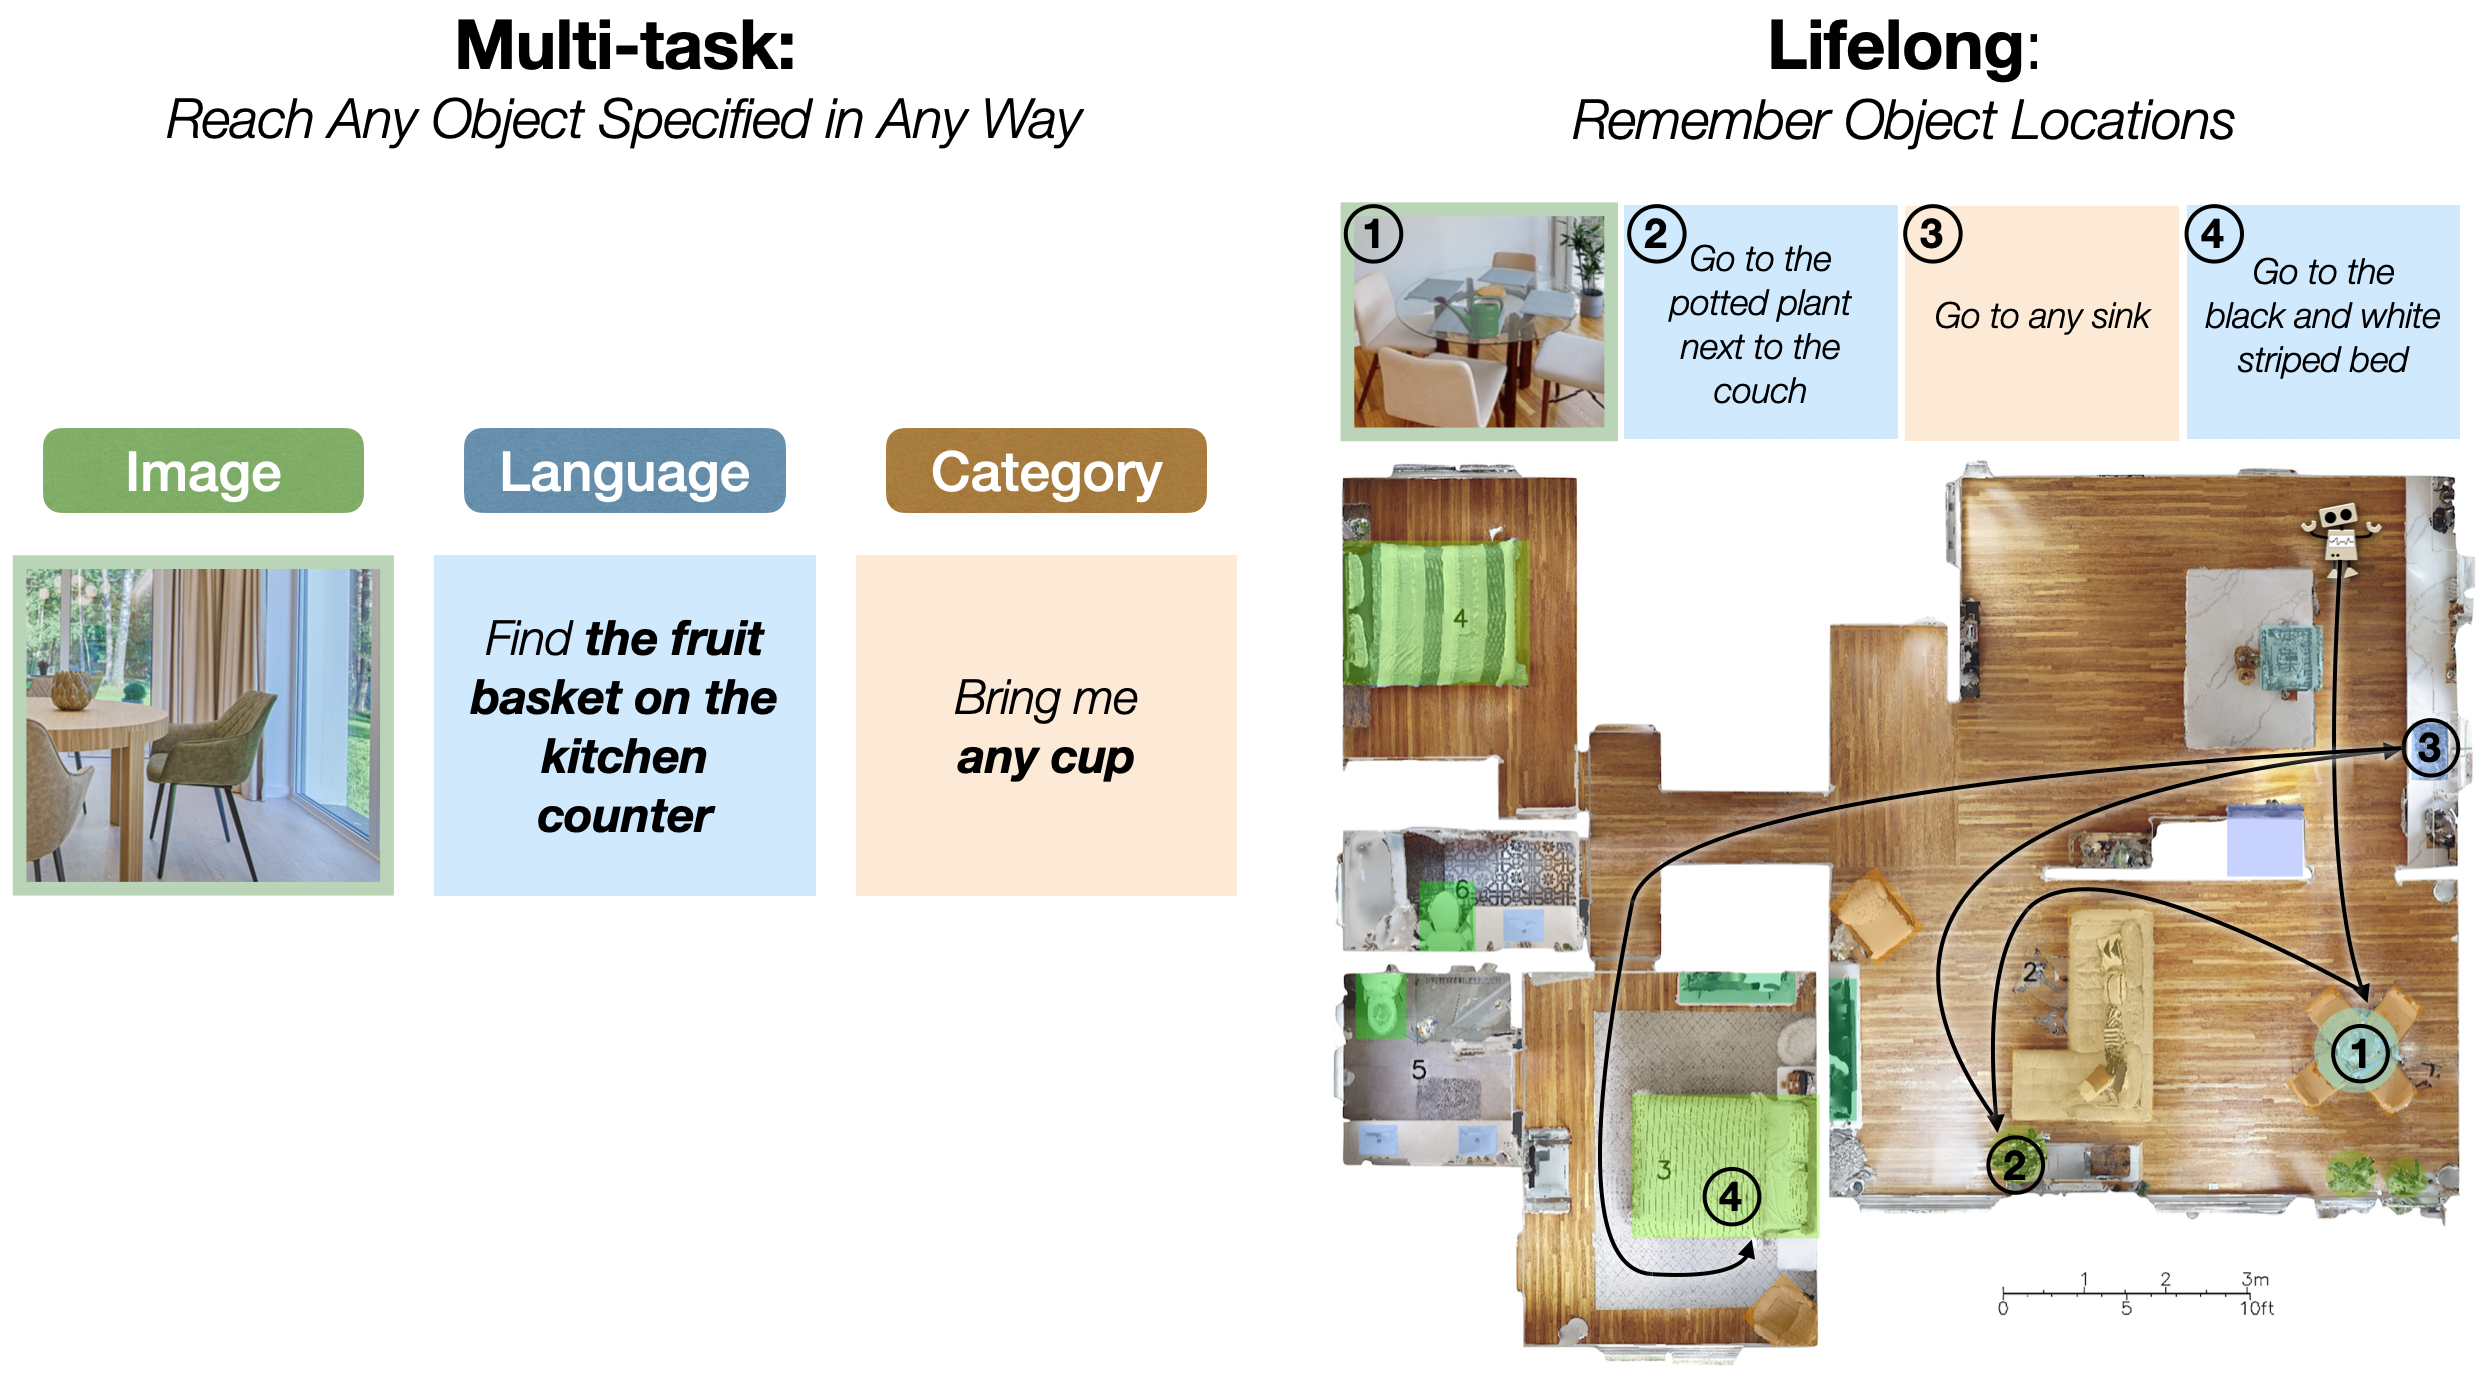 Multi-task:
Reach Any Object Specified in Any Way
Image
Language
Category
Find the fruit
basket on the
kitchen
counter
Bring me
any cup
Lifelong:
Remember Object Locations
1
2
Go to the
potted plant
next to the
couch
3
Go to any sink
4
Go to the
black and white
striped bed
4
3
6
2
5
1
3
4
2
1 2 3m
0 5 10ft